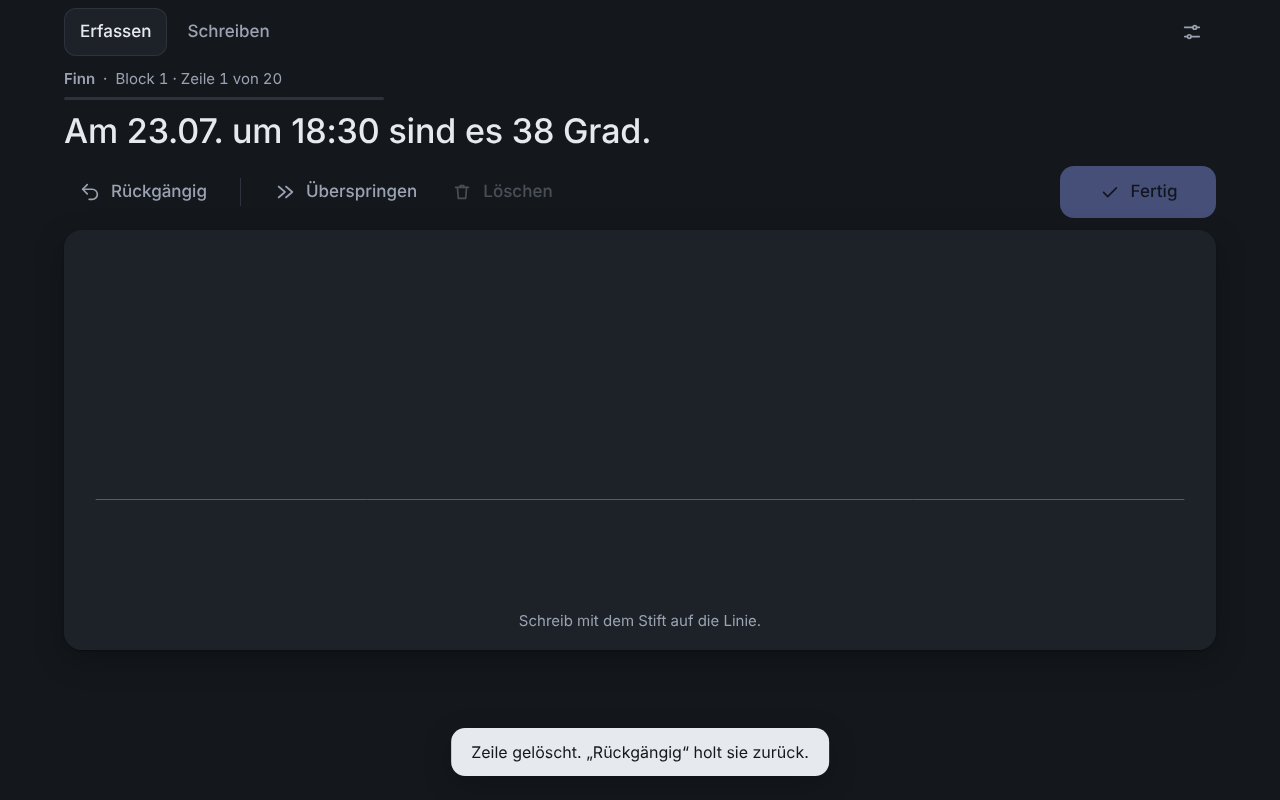 Erfassen Schreiben
Finn · Block 1 · Zeile 1 von 20
Am 23.07. um 18:30 sind es 38 Grad.
Rückgängig Überspringen Löschen Fertig
Schreib mit dem Stift auf die Linie.
Zeile gelöscht. „Rückgängig“ holt sie zurück.